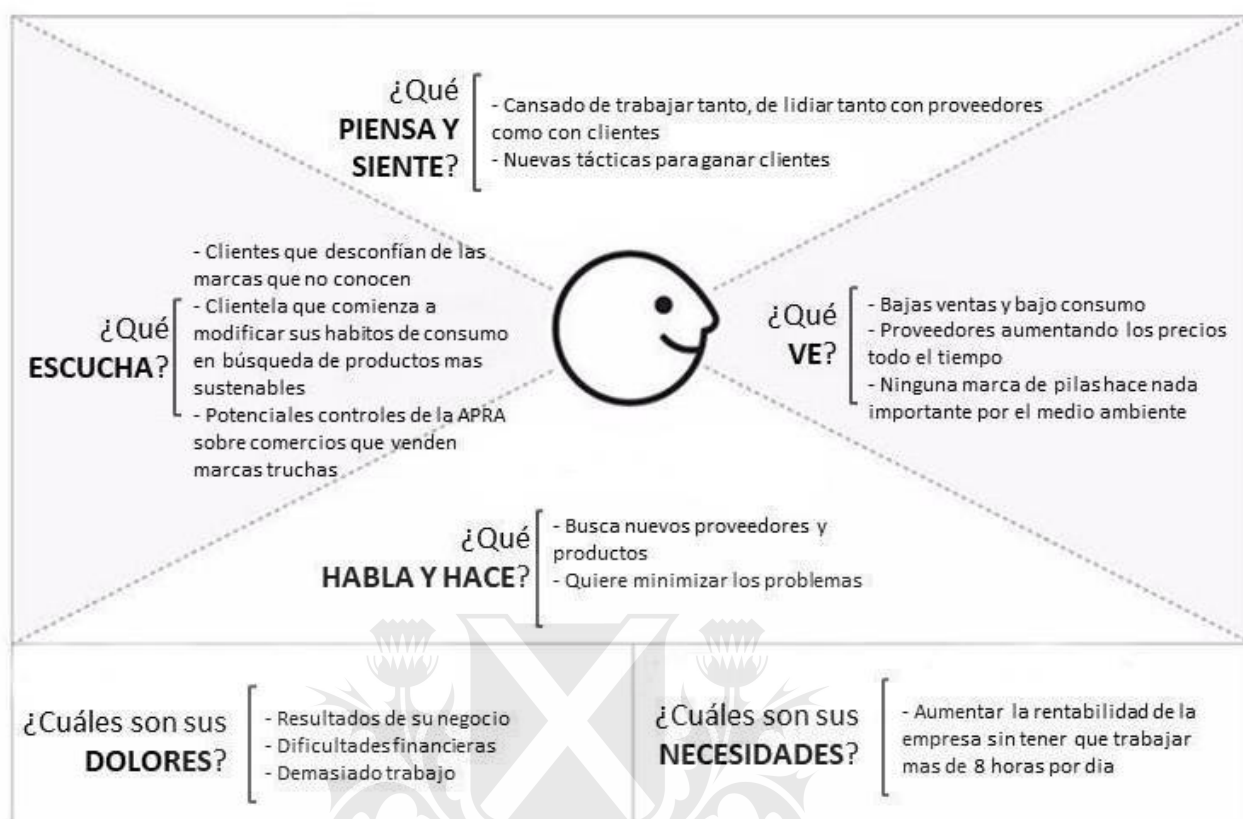 ¿Qué
PIENSA Y
SIENTE?
- Cansado de trabajar tanto, de lidiar tanto con proveedores
como con clientes
- Nuevas tácticas para ganar clientes
¿Qué
ESCUCHA?
- Clientes que desconfían de las
marcas que no conocen
- Clientela que comienza a
modificar sus habitos de consumo
en búsqueda de productos mas
sustenables
- Potenciales controles de la APRA
sobre comercios que venden
marcas truchas
¿Qué
VE?
- Bajas ventas y bajo consumo
- Proveedores aumentando los precios
todo el tiempo
- Ninguna marca de pilas hace nada
importante por el medio ambiente
¿Qué
HABLA Y HACE?
- Busca nuevos proveedores y
productos
- Quiere minimizar los problemas
¿Cuáles son sus
DOLORES?
- Resultados de su negocio
- Dificultades financieras
- Demasiado trabajo
¿Cuáles son sus
NECESIDADES?
- Aumentar la rentabilidad de la
empresa sin tener que trabajar
mas de 8 horas por dia